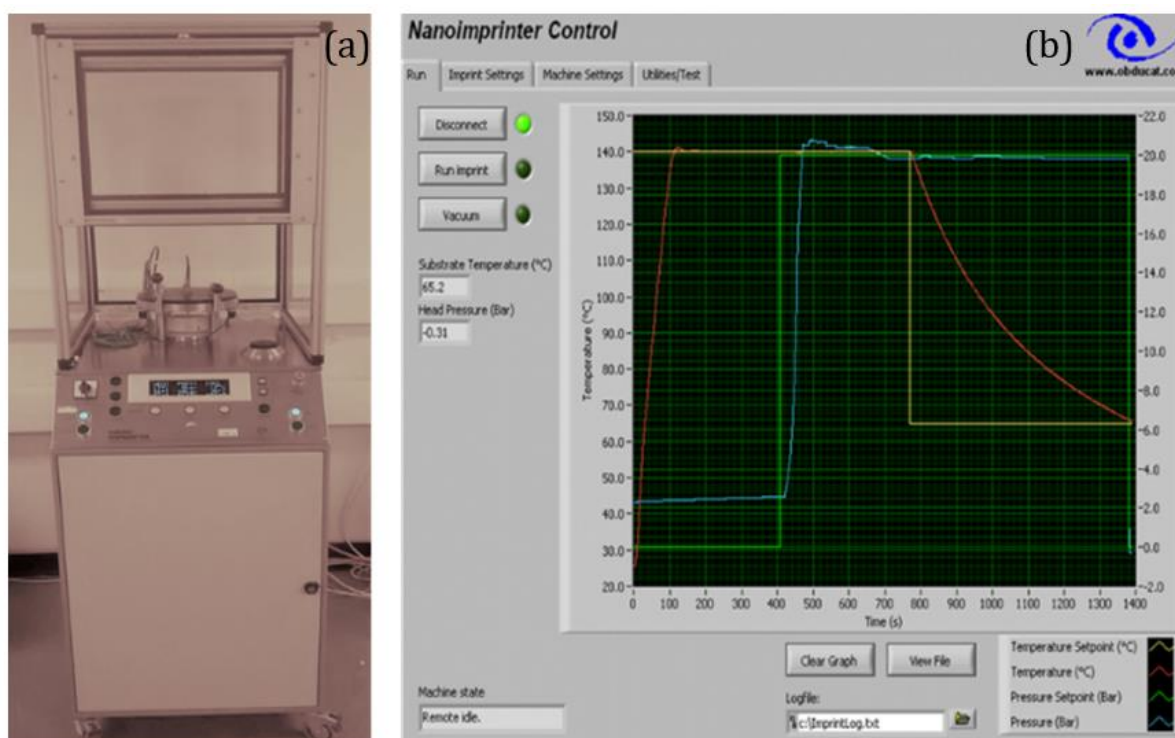 (a)
Nanoimprinter Control
(b)
www.obducat.co
Run Imprint Settings Machine Settings Utilities/Test
Disconnect
Run imprint
Vacuum
Substrate Temperature (°C)
65.2
Head Pressure (Bar)
-0.31
150.0
140.0
130.0
120.0
110.0
100.0
90.0
80.0
70.0
60.0
50.0
40.0
30.0
20.0
Temperature (°C)
22.0
20.0
18.0
16.0
14.0
12.0
10.0
8.0
6.0
4.0
2.0
0.0
-2.0
0 100 200 300 400 500 600 700 800 900 1000 1100 1200 1300 1400
Time (s)
Clear Graph View File
Machine state
Remote idle.
Logfile:
c:\ImprintLog.txt
Temperature Setpoint (°C)
Temperature (°C)
Pressure Setpoint (Bar)
Pressure (Bar)